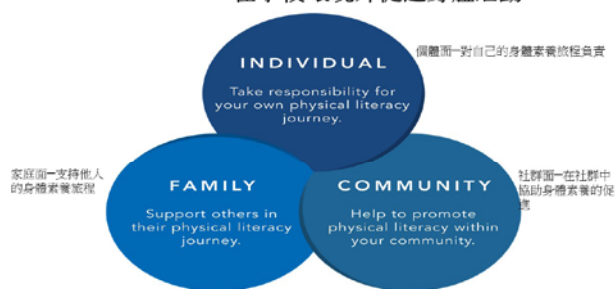 INDIVIDUAL
Take responsibility for
your own physical literacy
journey.
個體面-對自己的身體素養旅程負責
家庭面-支持他人
的身體素養旅程
FAMILY
Support others in
their physical literacy
journey.
COMMUNITY
Help to promote
physical literacy within
your community.
社群面-在社群中
協助身體素養的促
進